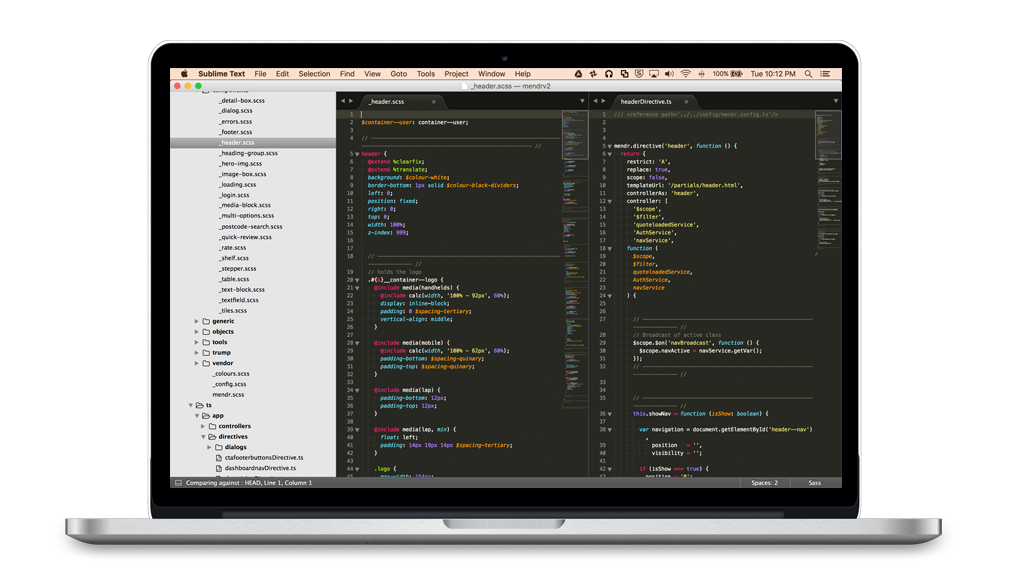 Sublime Text File Edit Selection Find View Goto Tools Project Window Help 100% Tue 10:12 PM
_header.scss — mendrv2
components
_detail-box.scss
_dialog.scss
_errors.scss
_footer.scss
_header.scss
_heading-group.scss
_hero-img.scss
_image-box.scss
_loading.scss
_login.scss
_media-block.scss
_multi-options.scss
_postcode-search.scss
_quick-review.scss
_rate.scss
_shelf.scss
_stepper.scss
_table.scss
_text-block.scss
_textfield.scss
_tiles.scss
generic
objects
tools
trump
vendor
_colours.scss
_config.scss
mendr.scss
ts
app
controllers
directives
dialogs
ctafooterbuttonsDirective.ts
dashboardnavDirective.ts
_header.scss
1
2 $container--user: container--user;
3
4 // 
//
5 header {
6 @extend %clearfix;
7 @extend %translate;
8 background: $colour-white;
9 border-bottom: 1px solid $colour-black-dividers;
10 left: 0;
11 position: fixed;
12 right: 0;
13 top: 0;
14 width: 100%;
15 z-index: 999;
16
17
18 //
//
19 // holds the logo
20 .#{&}__container--logo {
21 @include media(handhelds) {
22 @include calc(width, '100% - 92px', 60%);
23 display: inline-block;
24 padding: 0 $spacing-tertiary;
25 vertical-align: middle;
26 }
27
28 @include media(mobile) {
29 @include calc(width, '100% - 62px', 60%);
30 padding-bottom: $spacing-quinary;
31 padding-top: $spacing-quinary;
32 }
33
34 @include media(lap) {
35 padding-bottom: 12px;
36 padding-top: 12px;
37 }
38
39 @include media(lap, min) {
40 float: left;
41 padding: 14px 19px 14px $spacing-tertiary;
42 }
43
44 .logo {
45
headerDirective.ts
1 /// <reference path='../../config/mendr.config.ts'/>
2
3
4
5 mendr.directive('header', function () {
6 return {
7 restrict: 'A',
8 replace: true,
9 scope: false,
10 templateUrl: '/partials/header.html',
11 controllerAs: 'header',
12 controller: [
13 '$scope',
14 '$filter',
15 'quoteloadedService',
16 'AuthService',
17 'navService',
18 function (
19 $scope,
20 $filter,
21 quoteloadedService,
22 AuthService,
23 navService
24 ) {
25
26
27 //
//
28 // Broadcast of active class
29 $scope.$on('navBroadcast', function () {
30 $scope.navActive = navService.getVar();
31 });
32 //
//
33
34
35 //
//
36 this.showNav = function (isShow: boolean) {
37
38 var navigation = document.getElementById('header--nav')
,
39 position = '',
40 visibility = '';
41
42 if (isShow === true) {
43
Comparing against : HEAD, Line 1, Column 1 Spaces: 2 Sass